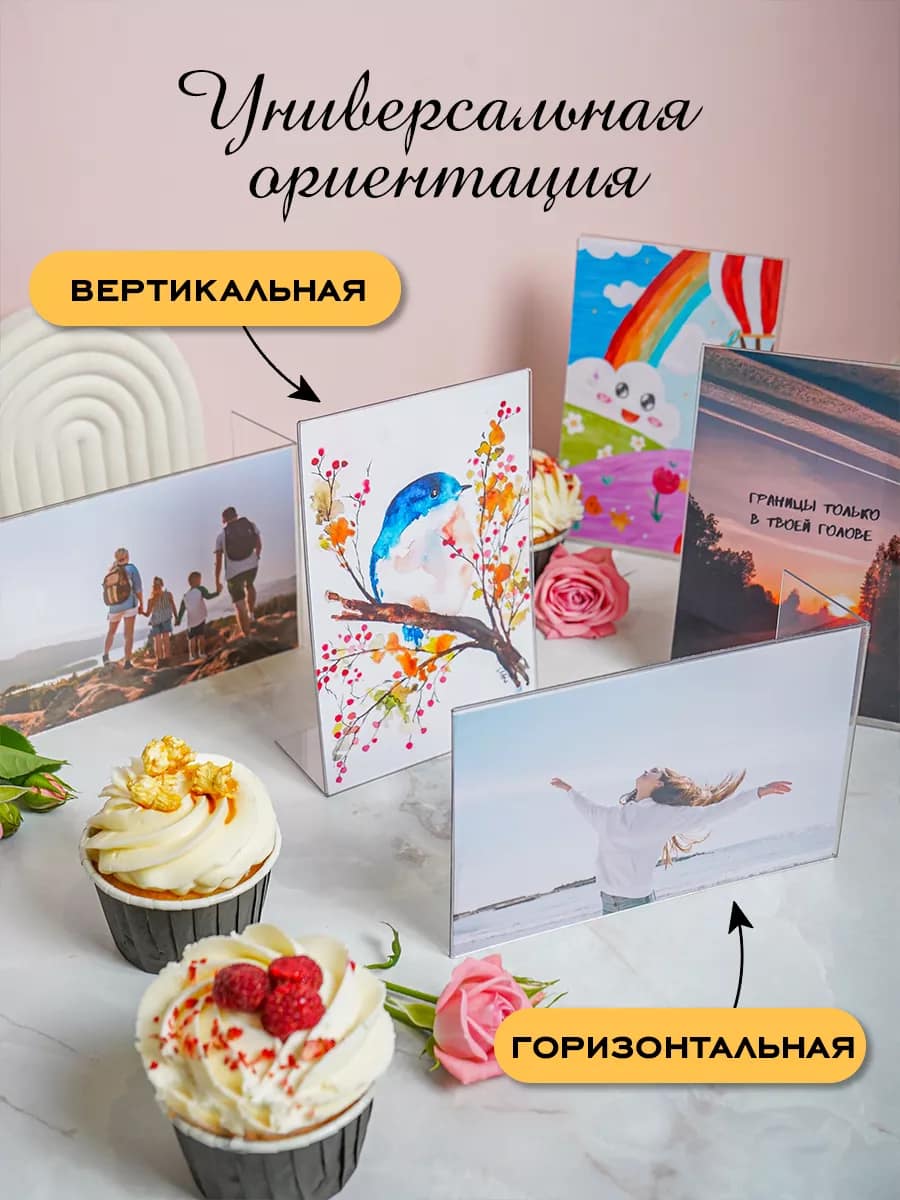 Универсальная
ориентация
ВЕРТИКАЛЬНАЯ
ГРАНИЦЫ ТОЛЬКО
В ТВОЕЙ ГОЛОВЕ
ГОРИЗОНТАЛЬНАЯ